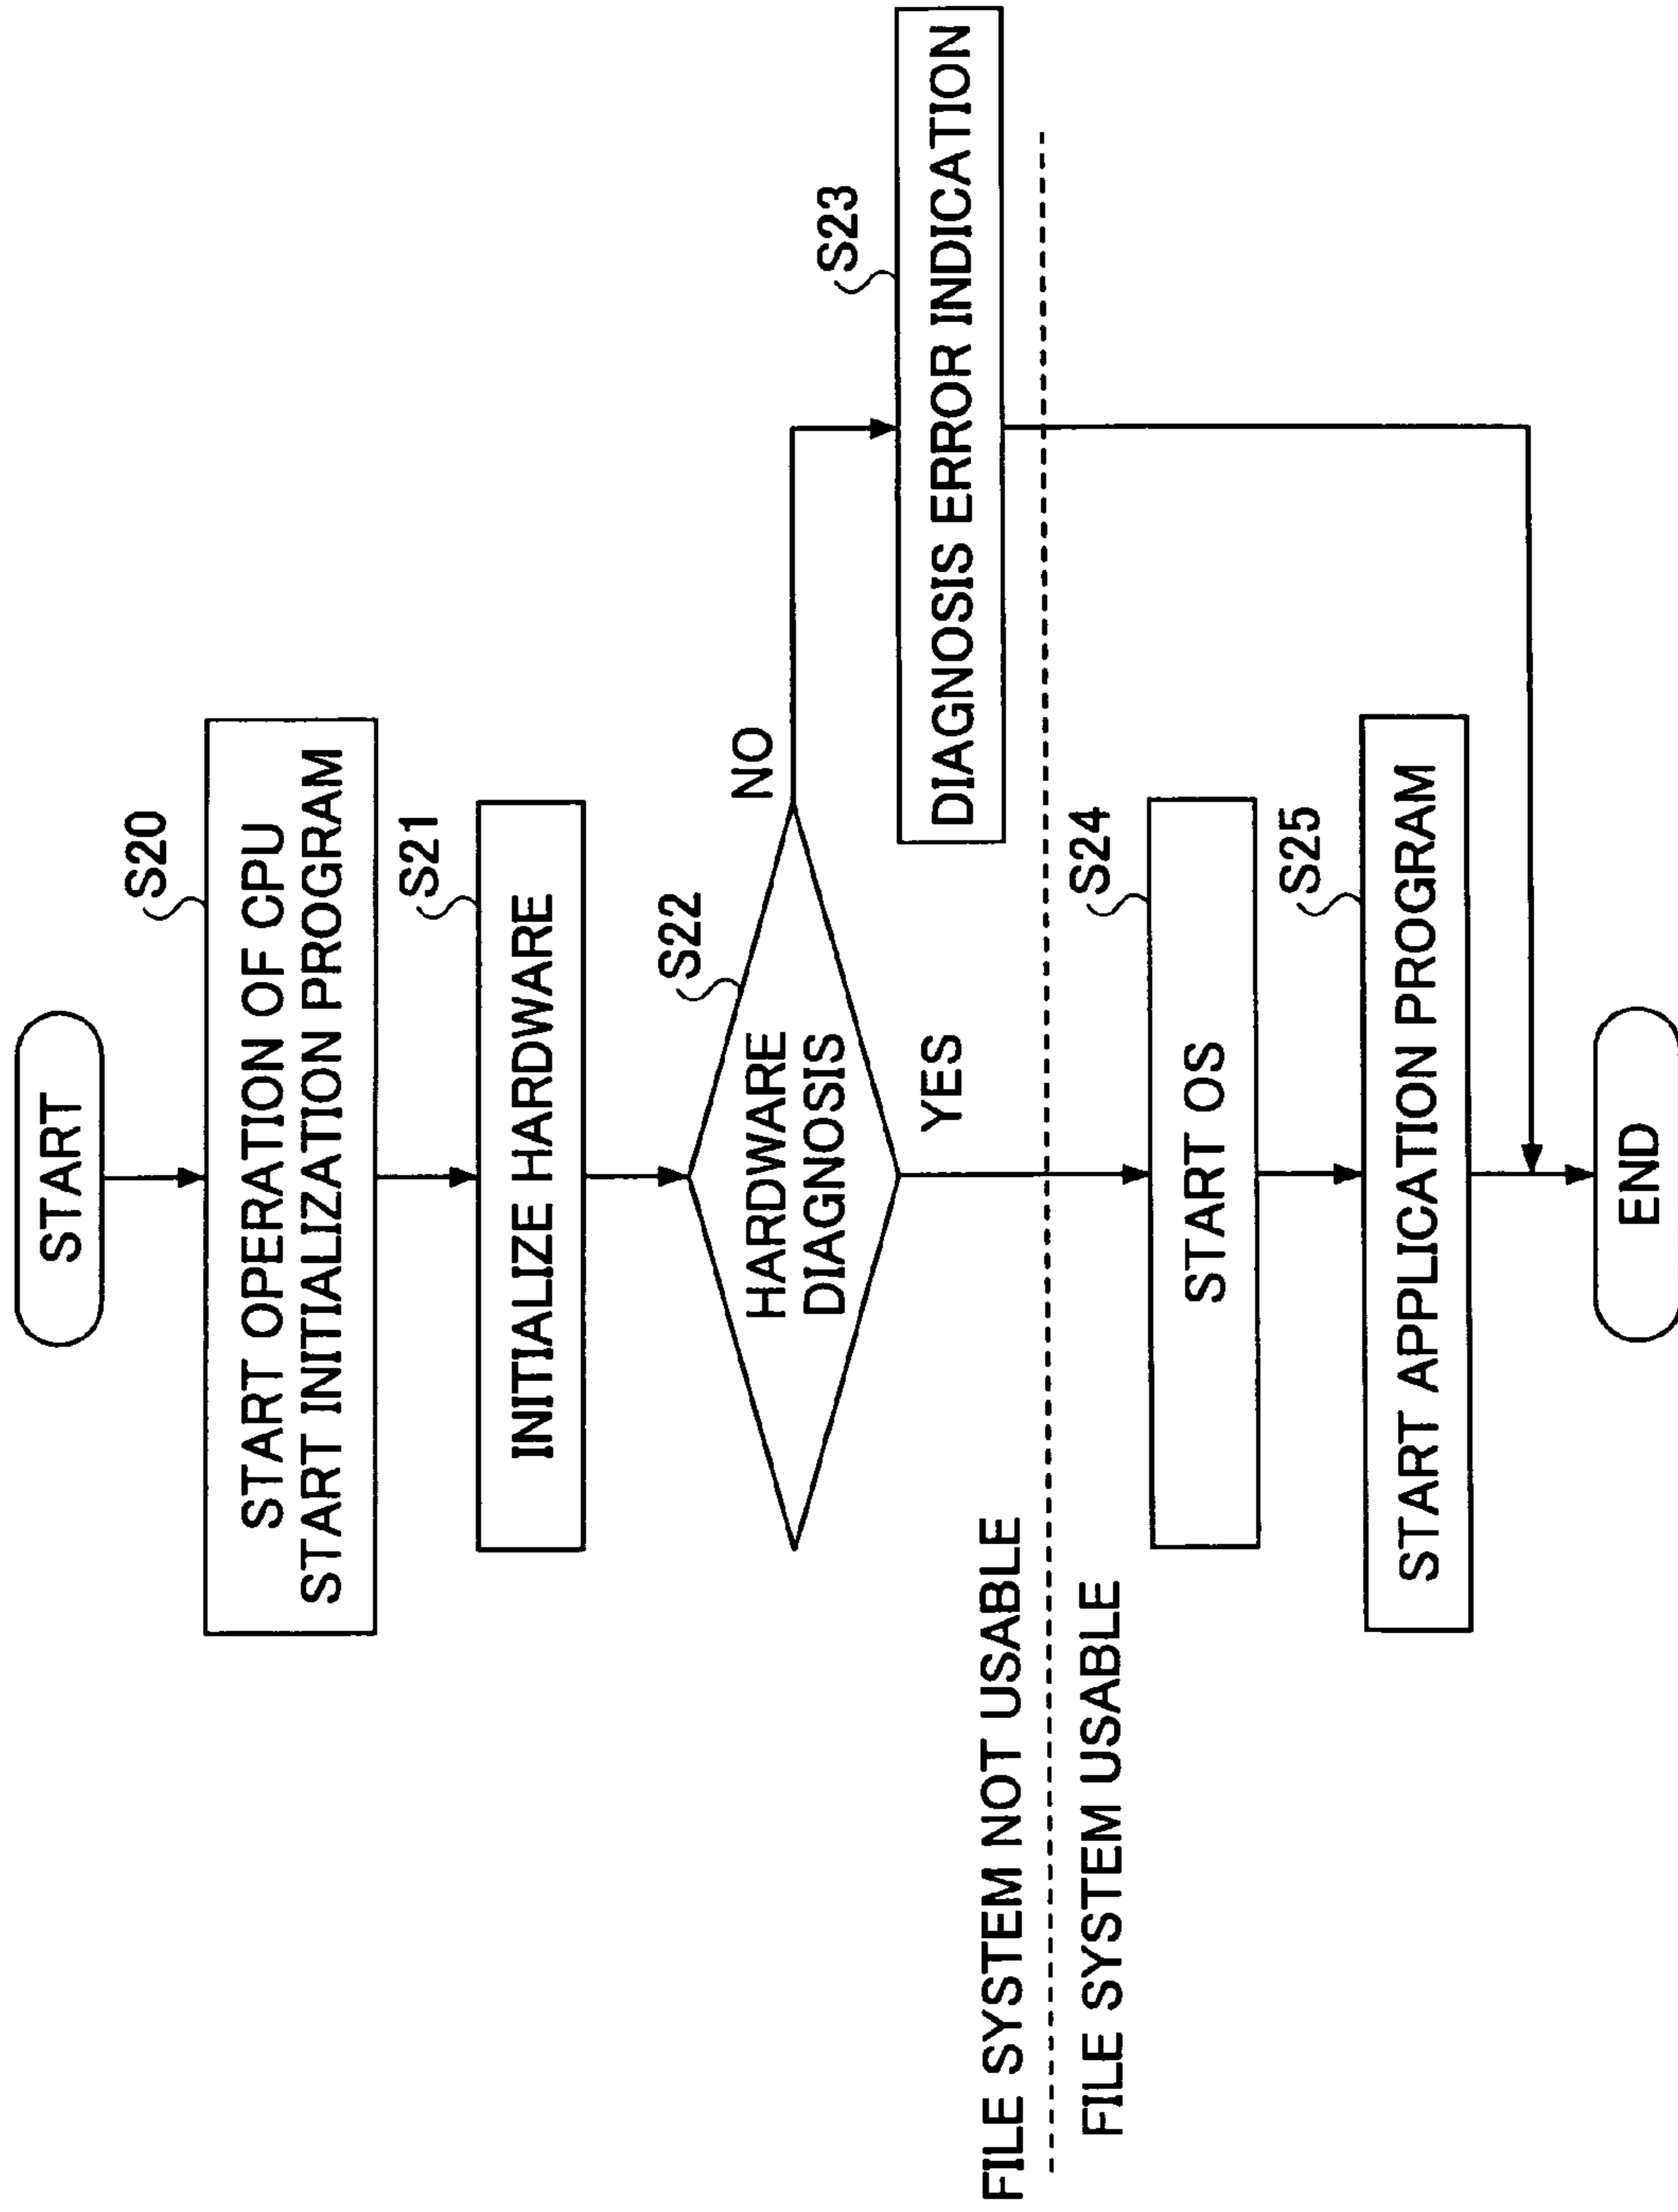 START
S20
START OPERATION OF CPU
START INITIALIZATION PROGRAM
S21
INITIALIZE HARDWARE
S22
HARDWARE
DIAGNOSIS
NO
YES
S23
DIAGNOSIS ERROR INDICATION
FILE SYSTEM NOT USABLE
FILE SYSTEM USABLE
S24
START OS
S25
START APPLICATION PROGRAM
END